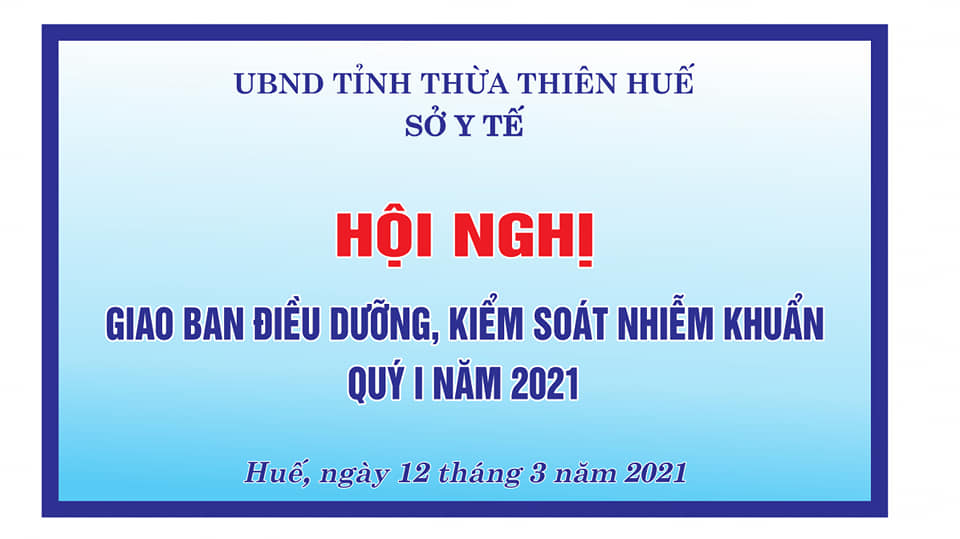 UBND TỈNH THỪA THIÊN HUẾ
SỞ Y TẾ
HỘI NGHỊ
GIAO BAN ĐIỀU DƯỠNG, KIỂM SOÁT NHIỄM KHUẨN
QUÝ I NĂM 2021
Huế, ngày 12 tháng 3 năm 2021